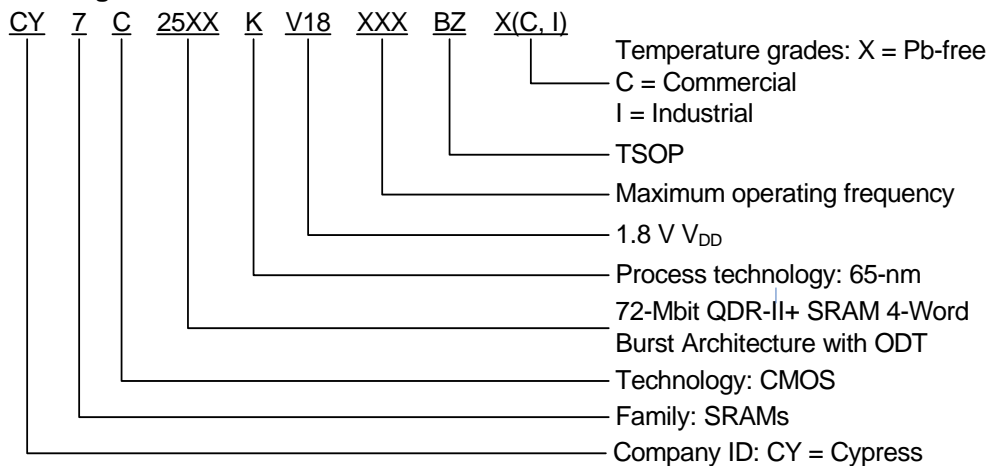 CY 7 C 25XX K V18 XXX BZ X(C, I)
Temperature grades: X = Pb-free
C = Commercial
I = Industrial
TSOP
Maximum operating frequency
1.8 V VDD
Process technology: 65-nm
72-Mbit QDR-II+ SRAM 4-Word
Burst Architecture with ODT
Technology: CMOS
Family: SRAMs
Company ID: CY = Cypress